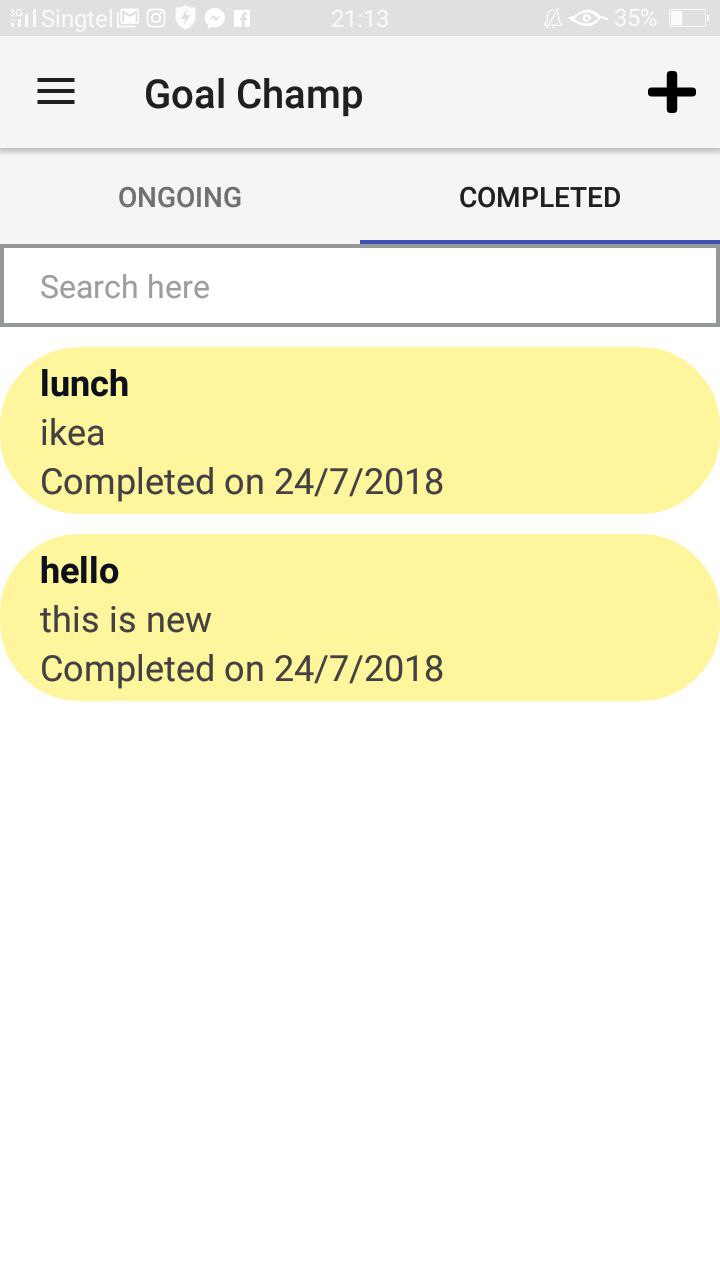 3G Singtel 21:13 35%
Goal Champ
ONGOING COMPLETED
Search here
lunch
ikea
Completed on 24/7/2018
hello
this is new
Completed on 24/7/2018